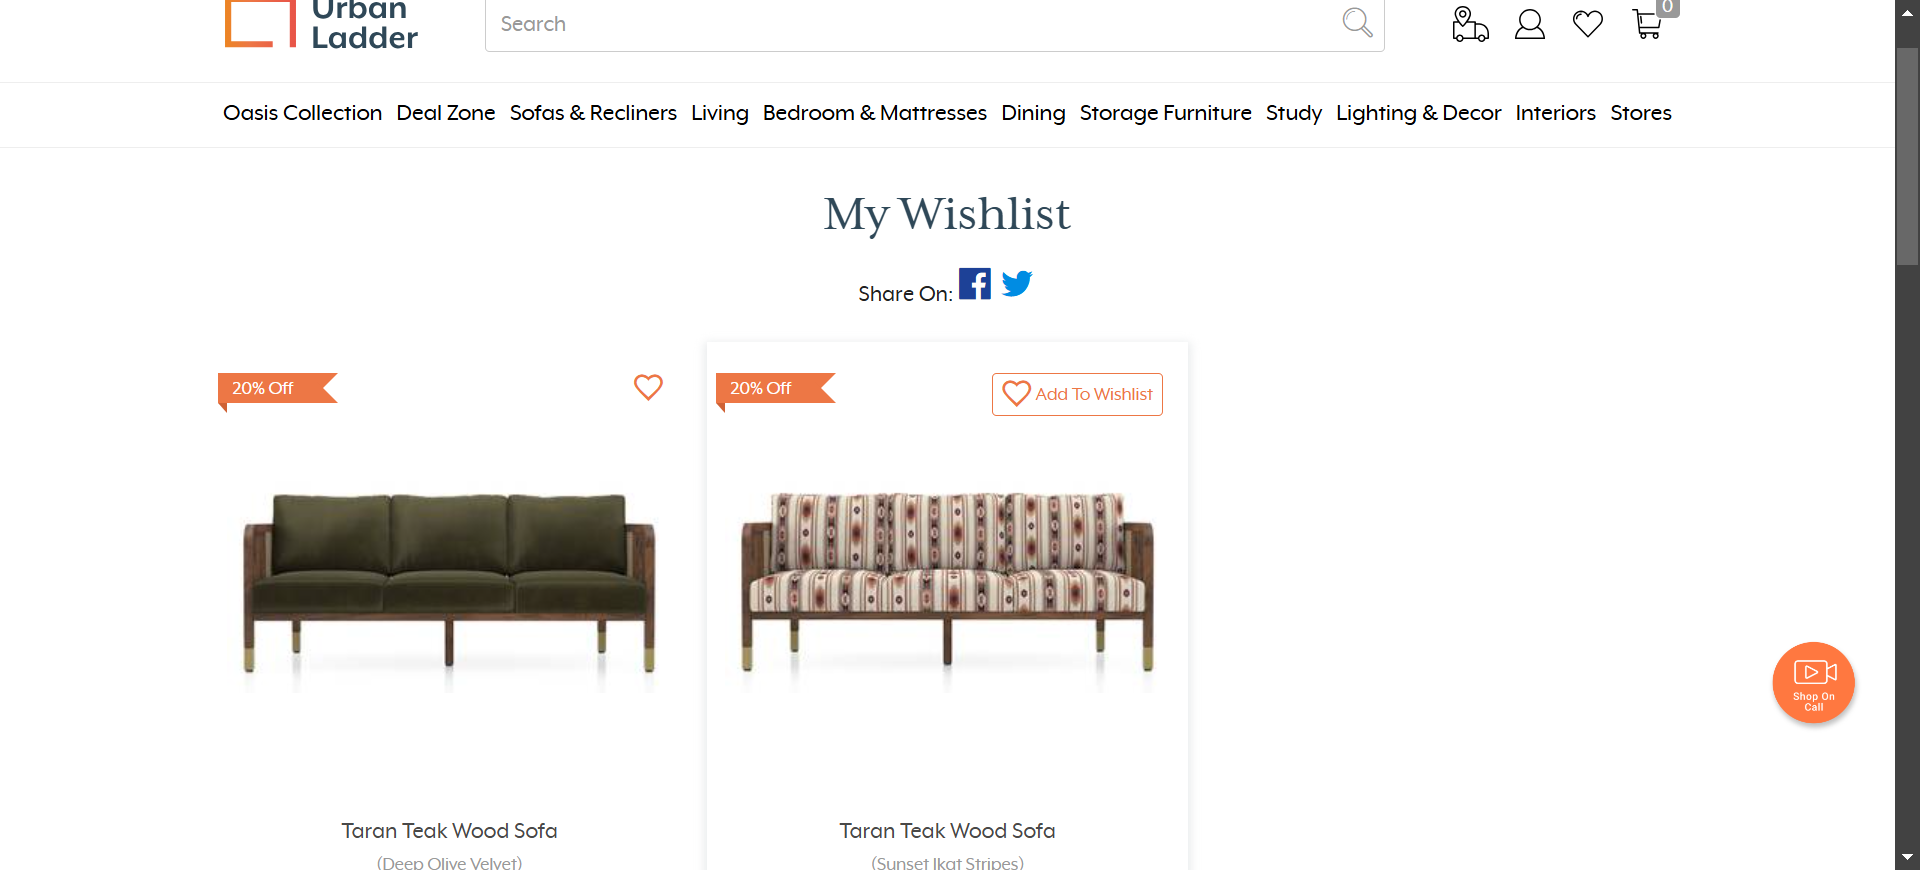 Urban
Ladder
Search
0
Oasis Collection Deal Zone Sofas & Recliners Living Bedroom & Mattresses Dining Storage Furniture Study Lighting & Decor Interiors Stores
My Wishlist
Share On:
20% Off
20% Off
Add To Wishlist
Shop On
Call
Taran Teak Wood Sofa
(Deep Olive Velvet)
Taran Teak Wood Sofa
(Sunset Ikat Stripes)